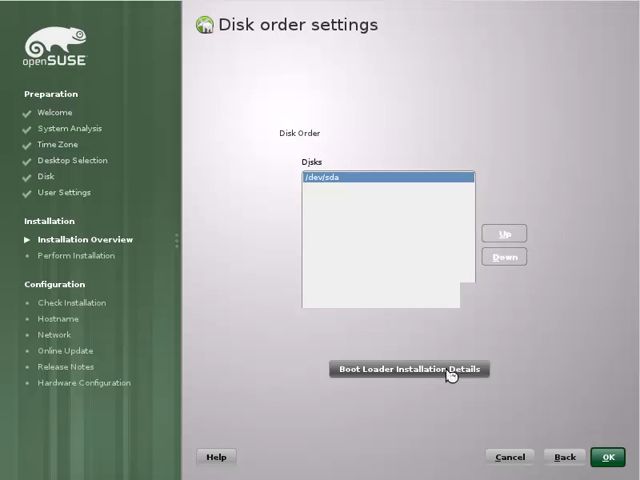 openSUSE
Disk order settings
Preparation
Welcome
System Analysis
Time Zone
Desktop Selection
Disk
User Settings
Installation
Installation Overview
Perform Installation
Configuration
Check Installation
Hostname
Network
Online Update
Release Notes
Hardware Configuration
Disk Order
Disks
/dev/sda
Up
Down
Boot Loader Installation Details
Help
Cancel
Back
OK